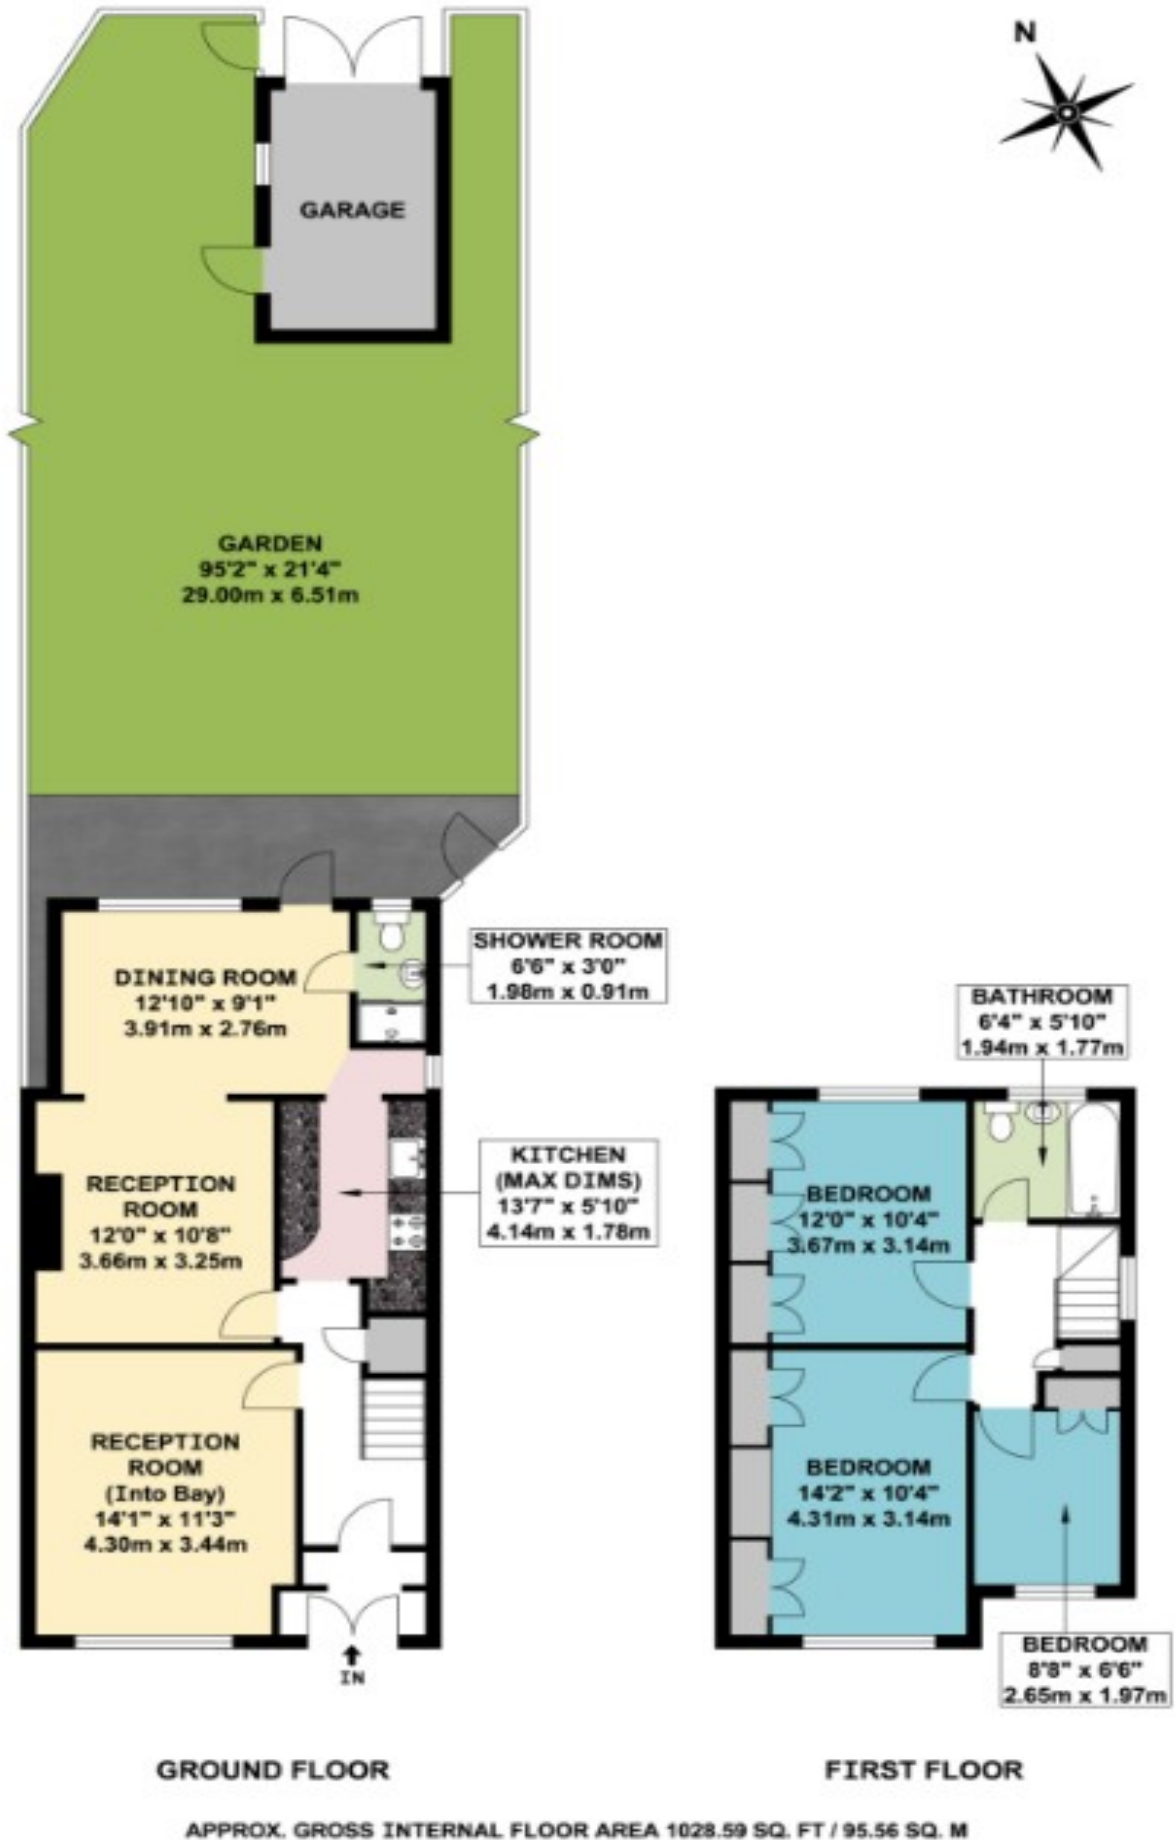 N
GARAGE
GARDEN
95'2" x 21'4"
29.00m x 6.51m
DINING ROOM
12'10" x 9'1"
3.91m x 2.76m
SHOWER ROOM
6'6" x 3'0"
1.98m x 0.91m
RECEPTION
ROOM
12'0" x 10'8"
3.66m x 3.25m
KITCHEN
(MAX DIMS)
13'7" x 5'10"
4.14m x 1.78m
RECEPTION
ROOM
(Into Bay)
14'1" x 11'3"
4.30m x 3.44m
IN
GROUND FLOOR
BATHROOM
6'4" x 5'10"
1.94m x 1.77m
BEDROOM
12'0" x 10'4"
3.67m x 3.14m
BEDROOM
14'2" x 10'4"
4.31m x 3.14m
BEDROOM
8'8" x 6'6"
2.65m x 1.97m
FIRST FLOOR
APPROX. GROSS INTERNAL FLOOR AREA 1028.59 SQ. FT / 95.56 SQ. M